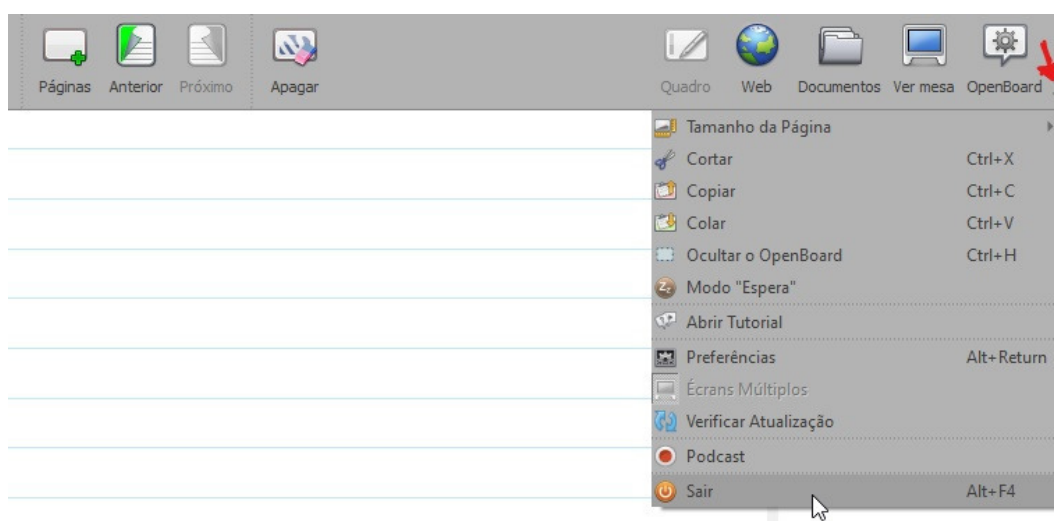 Páginas Anterior Próximo Apagar Quadro Web Documentos Ver mesa OpenBoard
Tamanho da Página
Cortar Ctrl+X
Copiar Ctrl+C
Colar Ctrl+V
Ocultar o OpenBoard Ctrl+H
Modo "Espera"
Abrir Tutorial
Preferências Alt+Return
Écrans Múltiplos
Verificar Atualização
Podcast
Sair Alt+F4